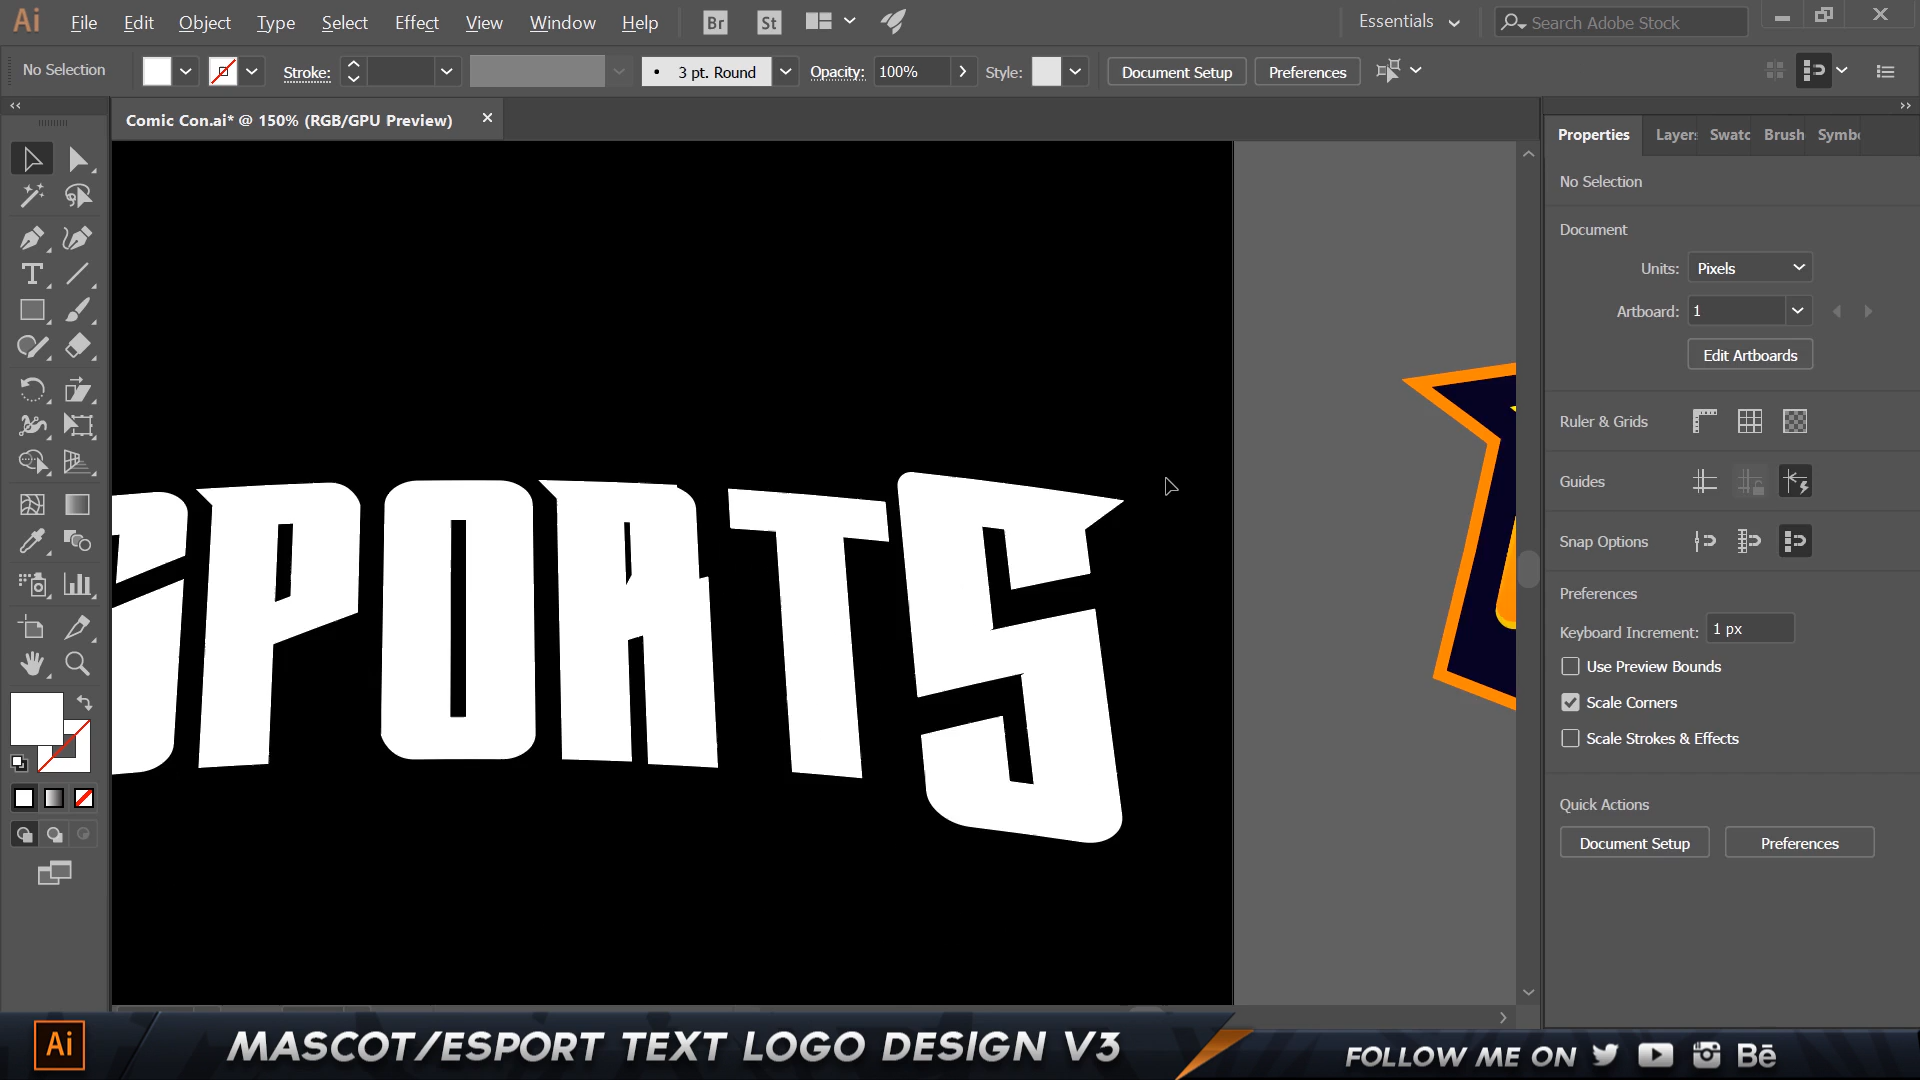 Ai File Edit Object Type Select Effect View Window Help Br St Essentials Search Adobe Stock
No Selection Stroke: 3 pt. Round Opacity: 100% Style: Document Setup Preferences
Comic Con.ai* @ 150% (RGB/GPU Preview)
Properties Layer Swatc Brush Symb
No Selection
Document
Units: Pixels
Artboard: 1
Edit Artboards
Ruler & Grids
Guides
Snap Options
Preferences
Keyboard Increment: 1 px
Use Preview Bounds
Scale Corners
Scale Strokes & Effects
Quick Actions
Document Setup Preferences
SPORTS
Ai MASCOT/ESPORT TEXT LOGO DESIGN V3
FOLLOW ME ON Bē